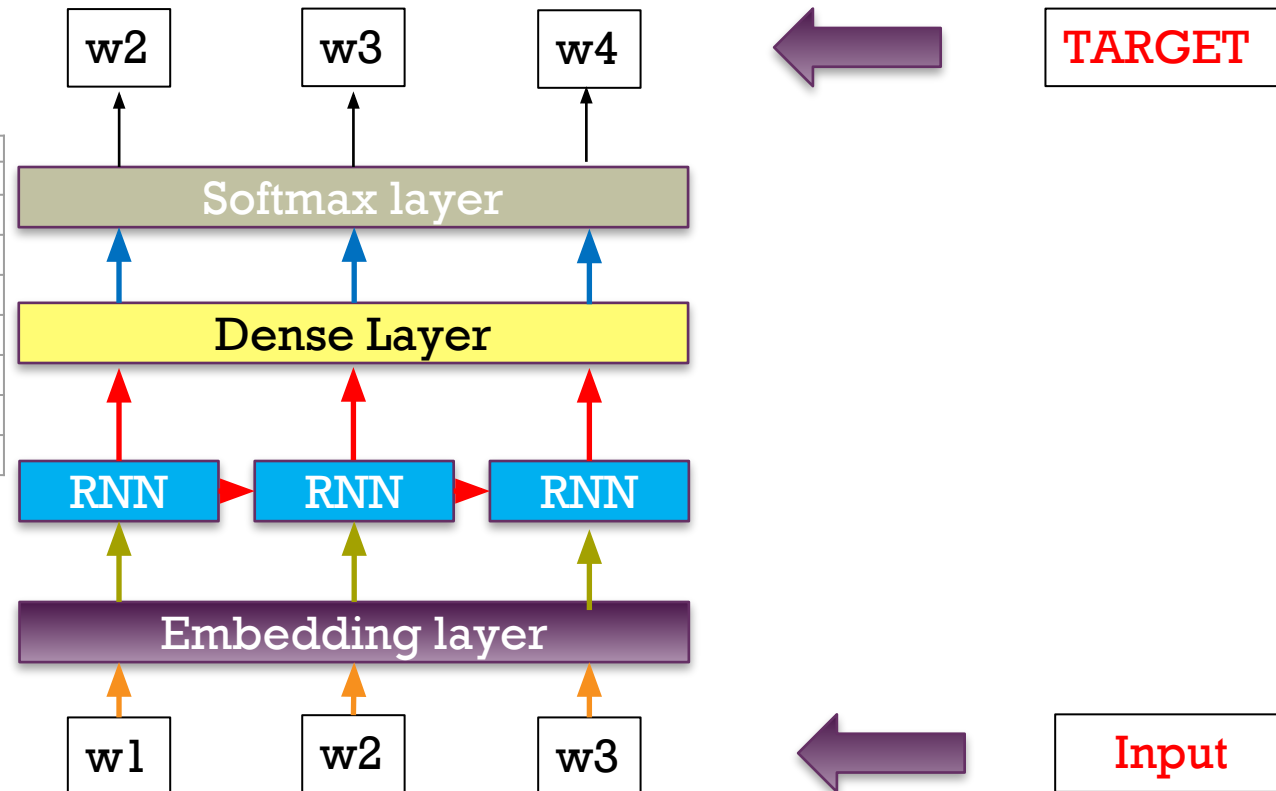 w2 w3 w4 TARGET
Softmax layer
Dense Layer
RNN RNN RNN
Embedding layer
w1 w2 w3 Input